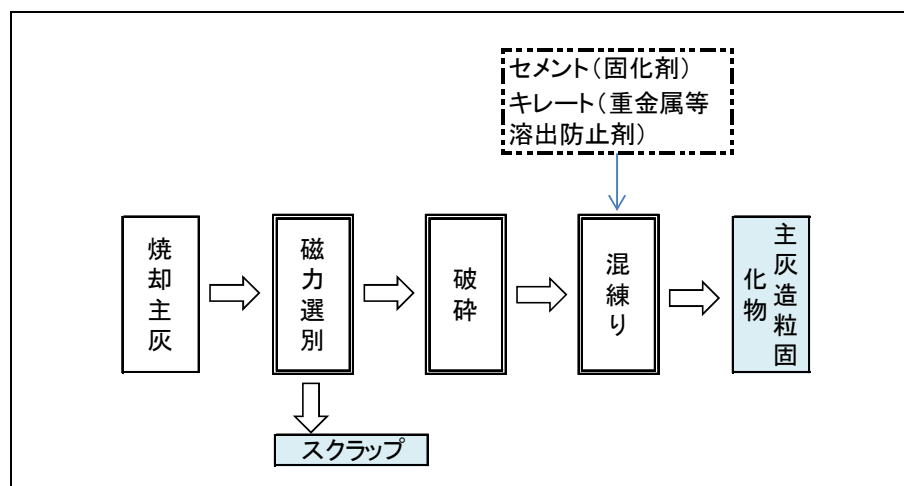 セメント（固化剤）
キレート（重金属等
溶出防止剤）
焼却主灰
磁力選別
破砕
混練り
主灰造粒固
化物
スクラップ